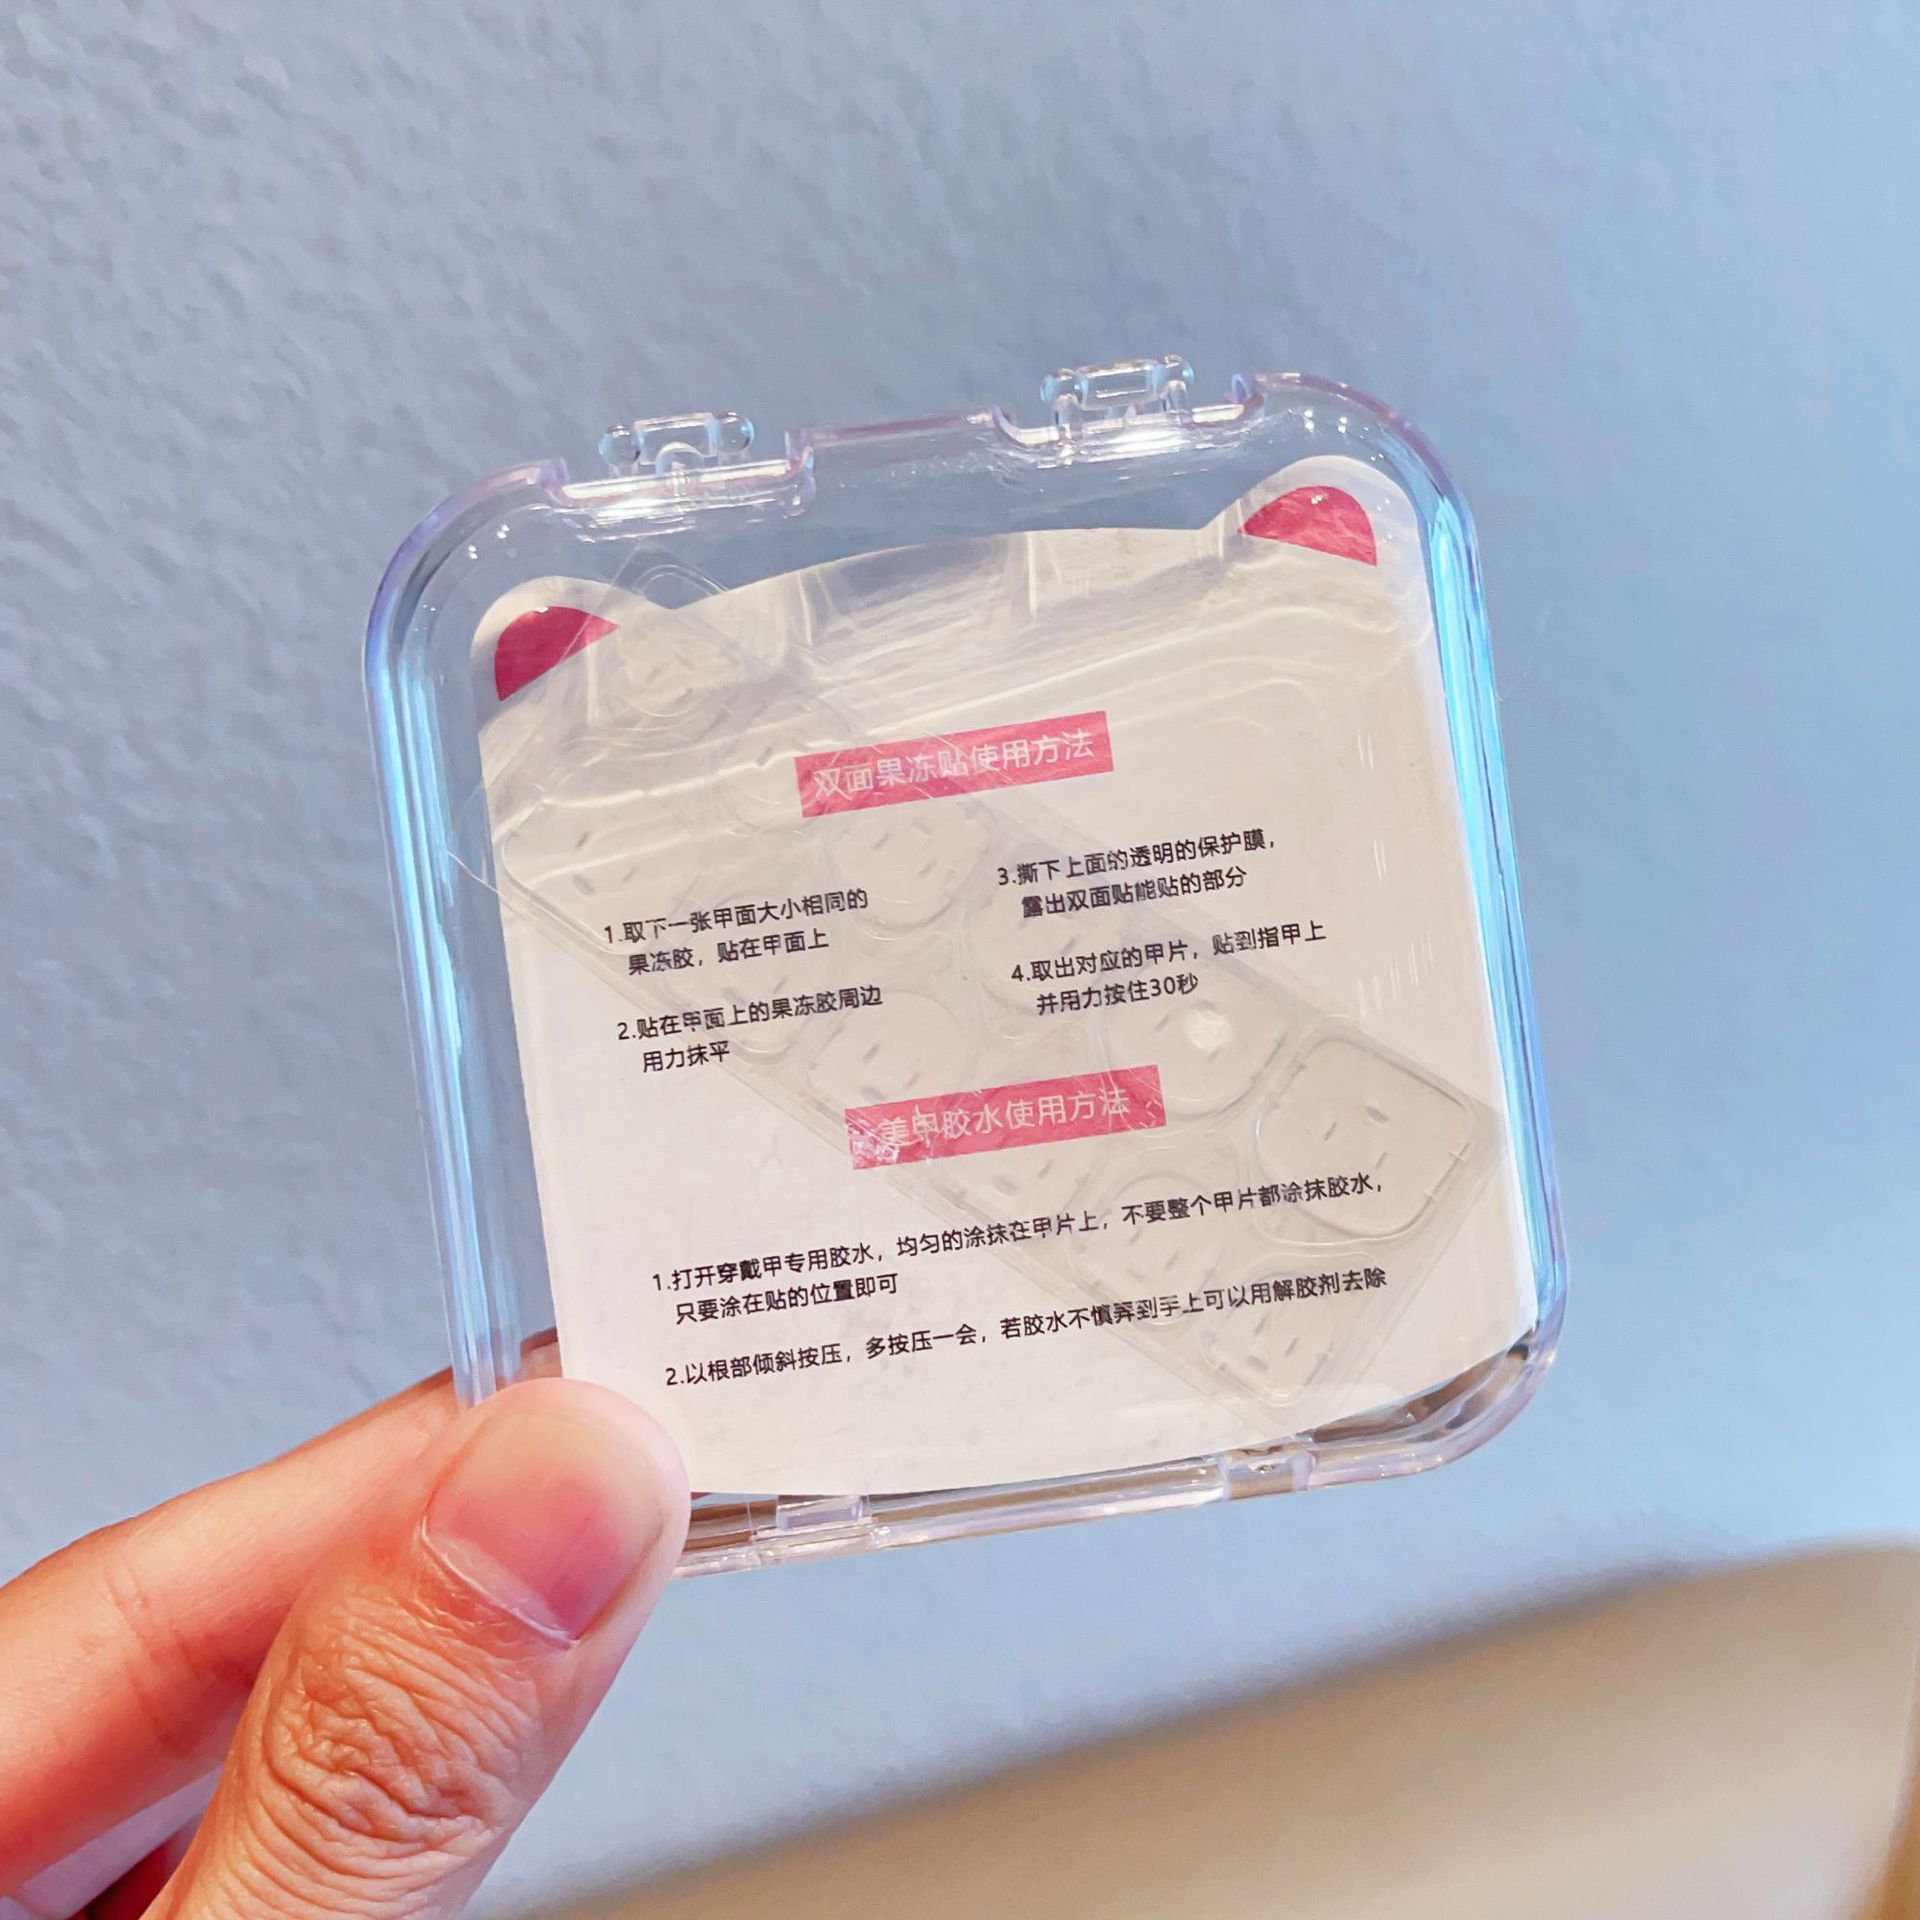 双面果冻贴使用方法
1.取下一张甲面大小相同的
果冻胶，贴在甲面上
2.贴在甲面上的果冻胶周边
用力抹平
3.撕下上面的透明的保护膜，
露出双面贴能贴的部分
4.取出对应的甲片，贴到指甲上
并用力按住30秒
美甲胶水使用方法
1.打开穿戴甲专用胶水，均匀的涂抹在甲片上，不要整个甲片都涂抹胶水，
只要涂在贴的位置即可
2.以根部倾斜按压，多按压一会，若胶水不慎弄到手上可以用解胶剂去除